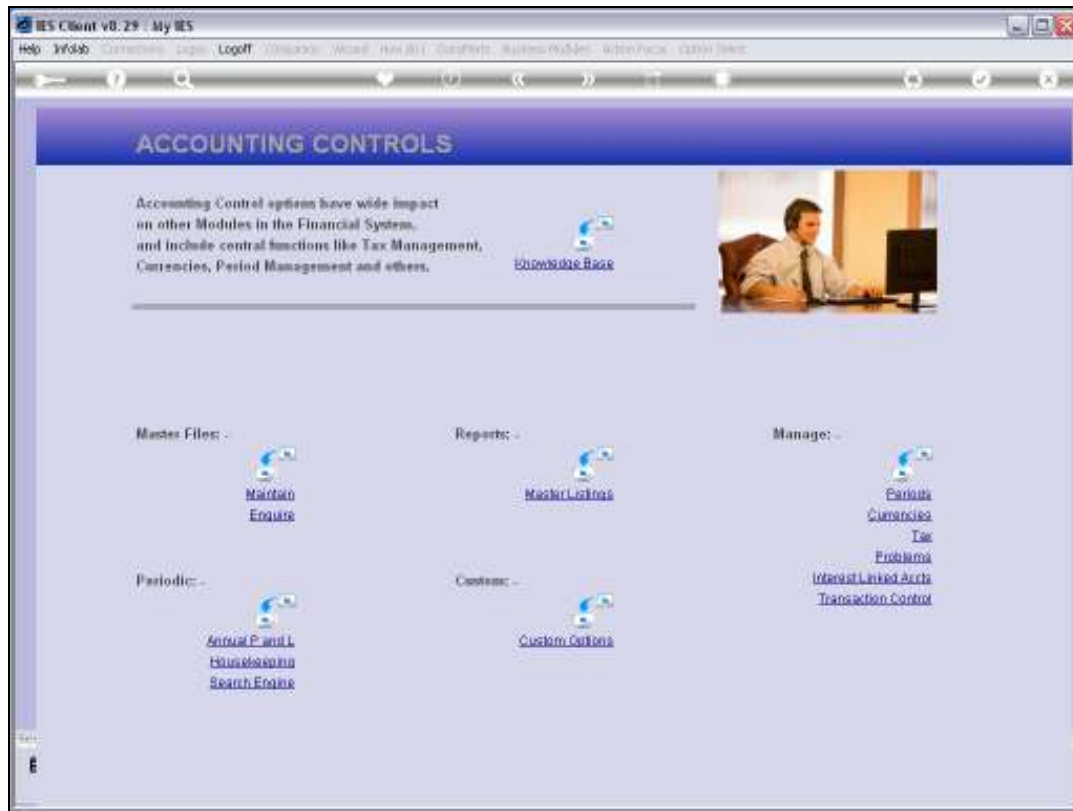 IES Client v8.29 : My IES
Help Infolab Logoff
ACCOUNTING CONTROLS
Accounting Control options have wide impact
on other Modules in the Financial System.
and include central functions like Tax Management,
Currencies, Period Management and others.
Knowledge Base
Master Files: -
Reports: -
Manage: -
Maintain
Enquire
Master Listings
Periods
Currencies
Tax
Problems
Interest Linked Accts
Transaction Control
Periodic: -
Custom: -
Annual P and L
Housekeeping
Search Engine
Custom Options